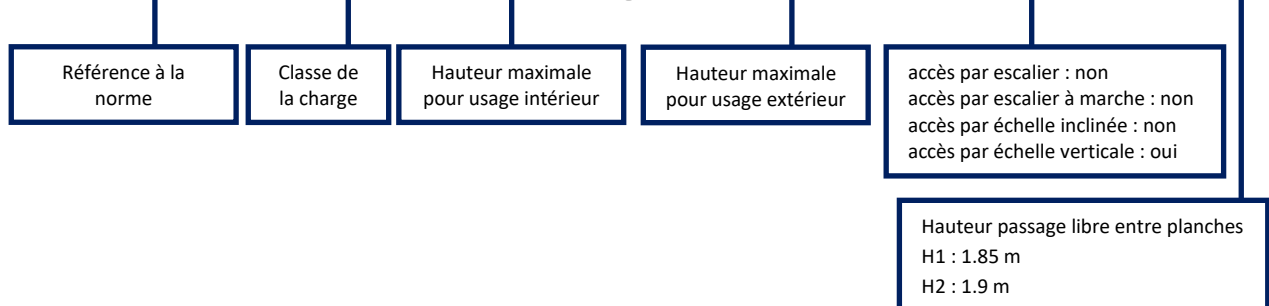 Référence à la
norme
Classe de
la charge
Hauteur maximale
pour usage intérieur
Hauteur maximale
pour usage extérieur
accès par escalier : non
accès par escalier à marche : non
accès par échelle inclinée : non
accès par échelle verticale : oui
Hauteur passage libre entre planches
H1 : 1.85 m
H2 : 1.9 m